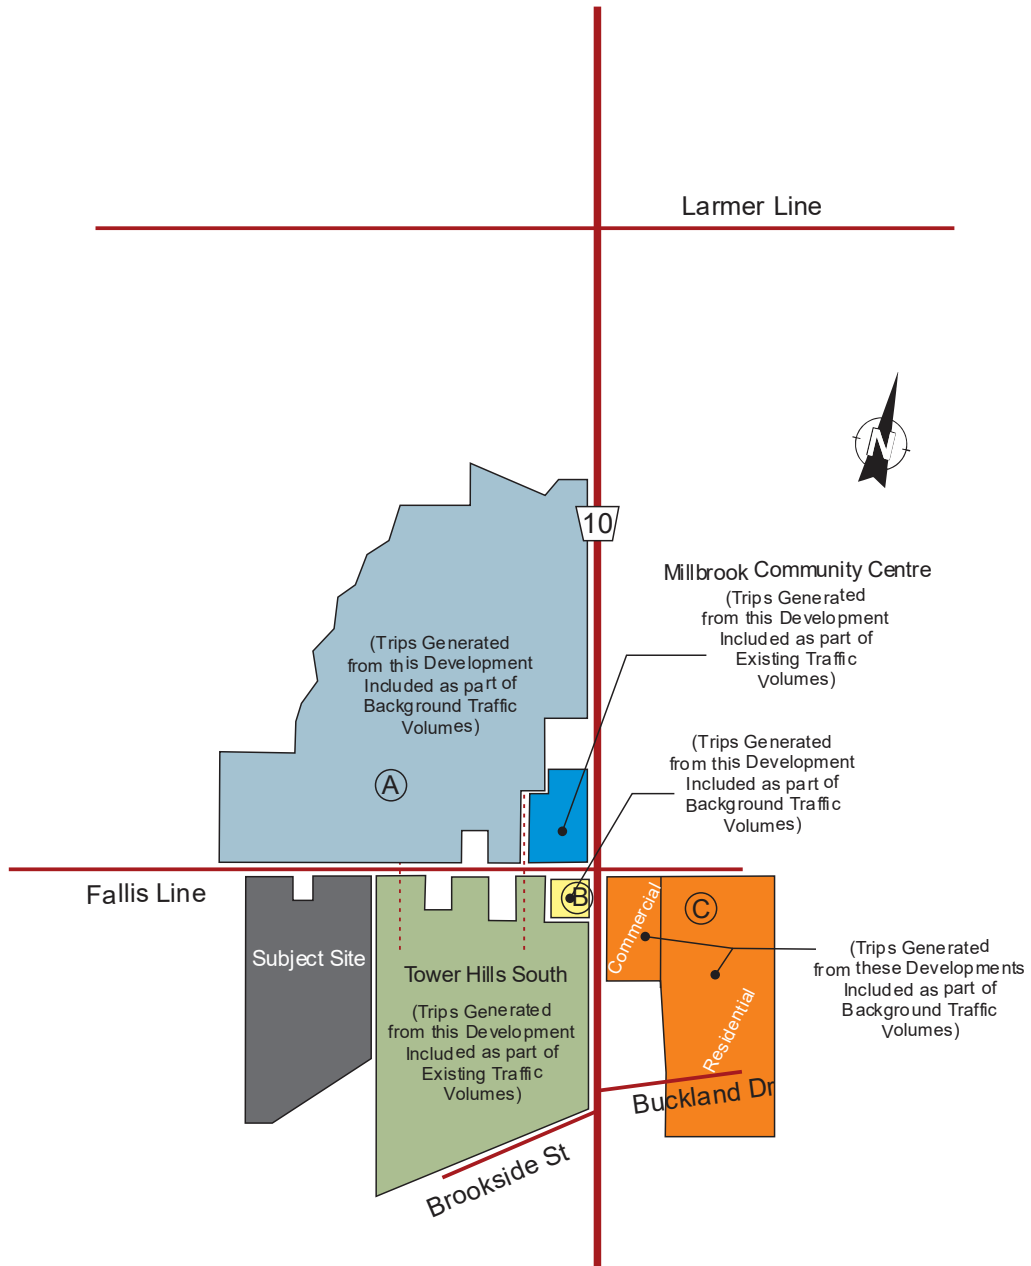 Larmer Line
N
10
Millbrook Community Centre
(Trips Generated
from this Development
Included as part of
Existing Traffic
Volumes)
(Trips Generated
from this Development
Included as part of
Background Traffic
Volumes)
A
(Trips Generated
from this Development
Included as part of
Background Traffic
Volumes)
Fallis Line
B
C
Commercial
Residential
Subject Site
Tower Hills South
(Trips Generated
from this Development
Included as part of
Existing Traffic
Volumes)
(Trips Generated
from these Developments
Included as part of
Background Traffic
Volumes)
Buckland Dr
Brookside St